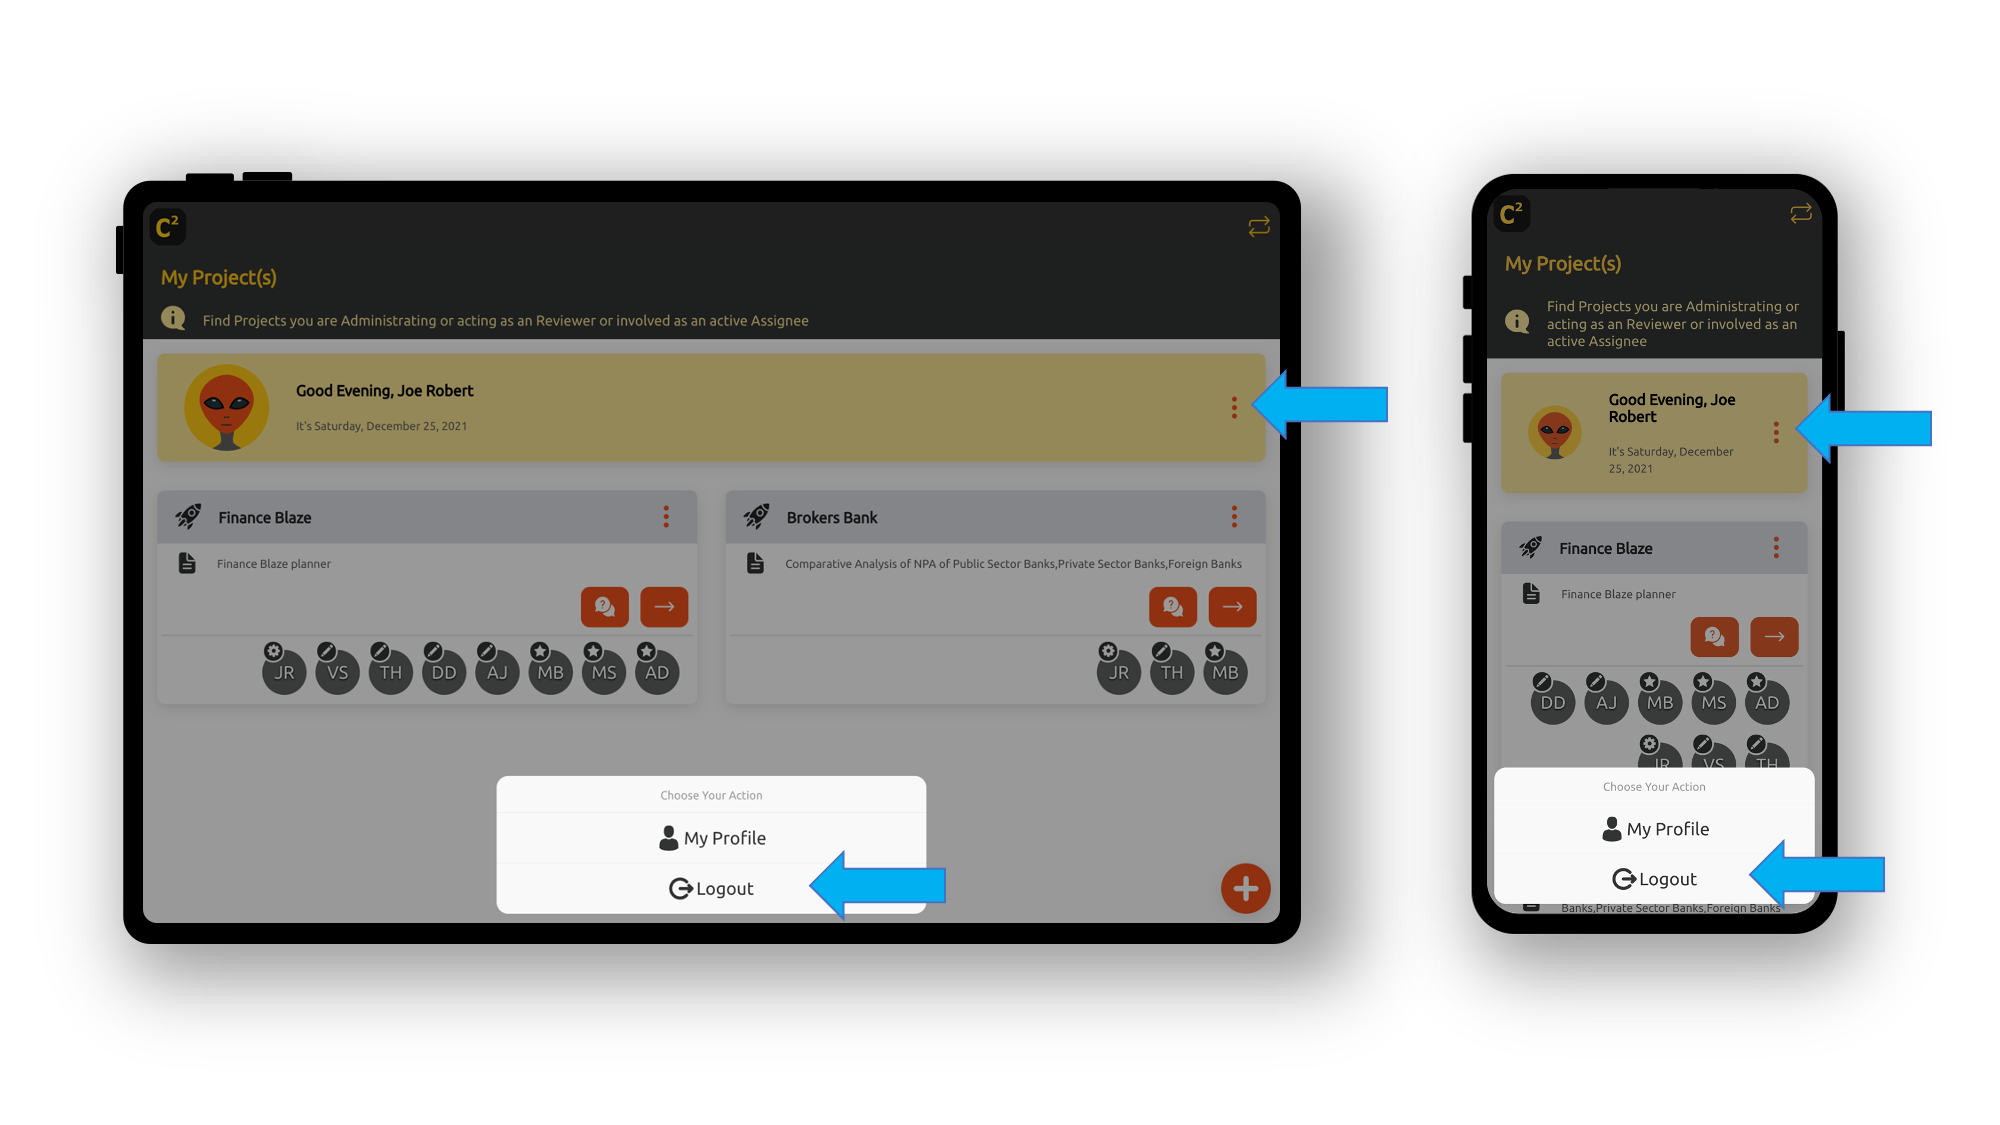 C²
My Project(s)
Find Projects you are Administrating or acting as an Reviewer or involved as an active Assignee
Good Evening, Joe Robert
It's Saturday, December 25, 2021
Finance Blaze
Finance Blaze planner
JR VS TH DD AJ MB MS AD
Brokers Bank
Comparative Analysis of NPA of Public Sector Banks,Private Sector Banks,Foreign Banks
JR TH MB
Choose Your Action
My Profile
Logout
C²
My Project(s)
Find Projects you are Administrating or
acting as an Reviewer or involved as an
active Assignee
Good Evening, Joe
Robert
It's Saturday, December
25, 2021
Finance Blaze
Finance Blaze planner
DD AJ MB MS AD
JR VS TH
Choose Your Action
My Profile
Logout
Banks,Private Sector Banks,Foreign Banks